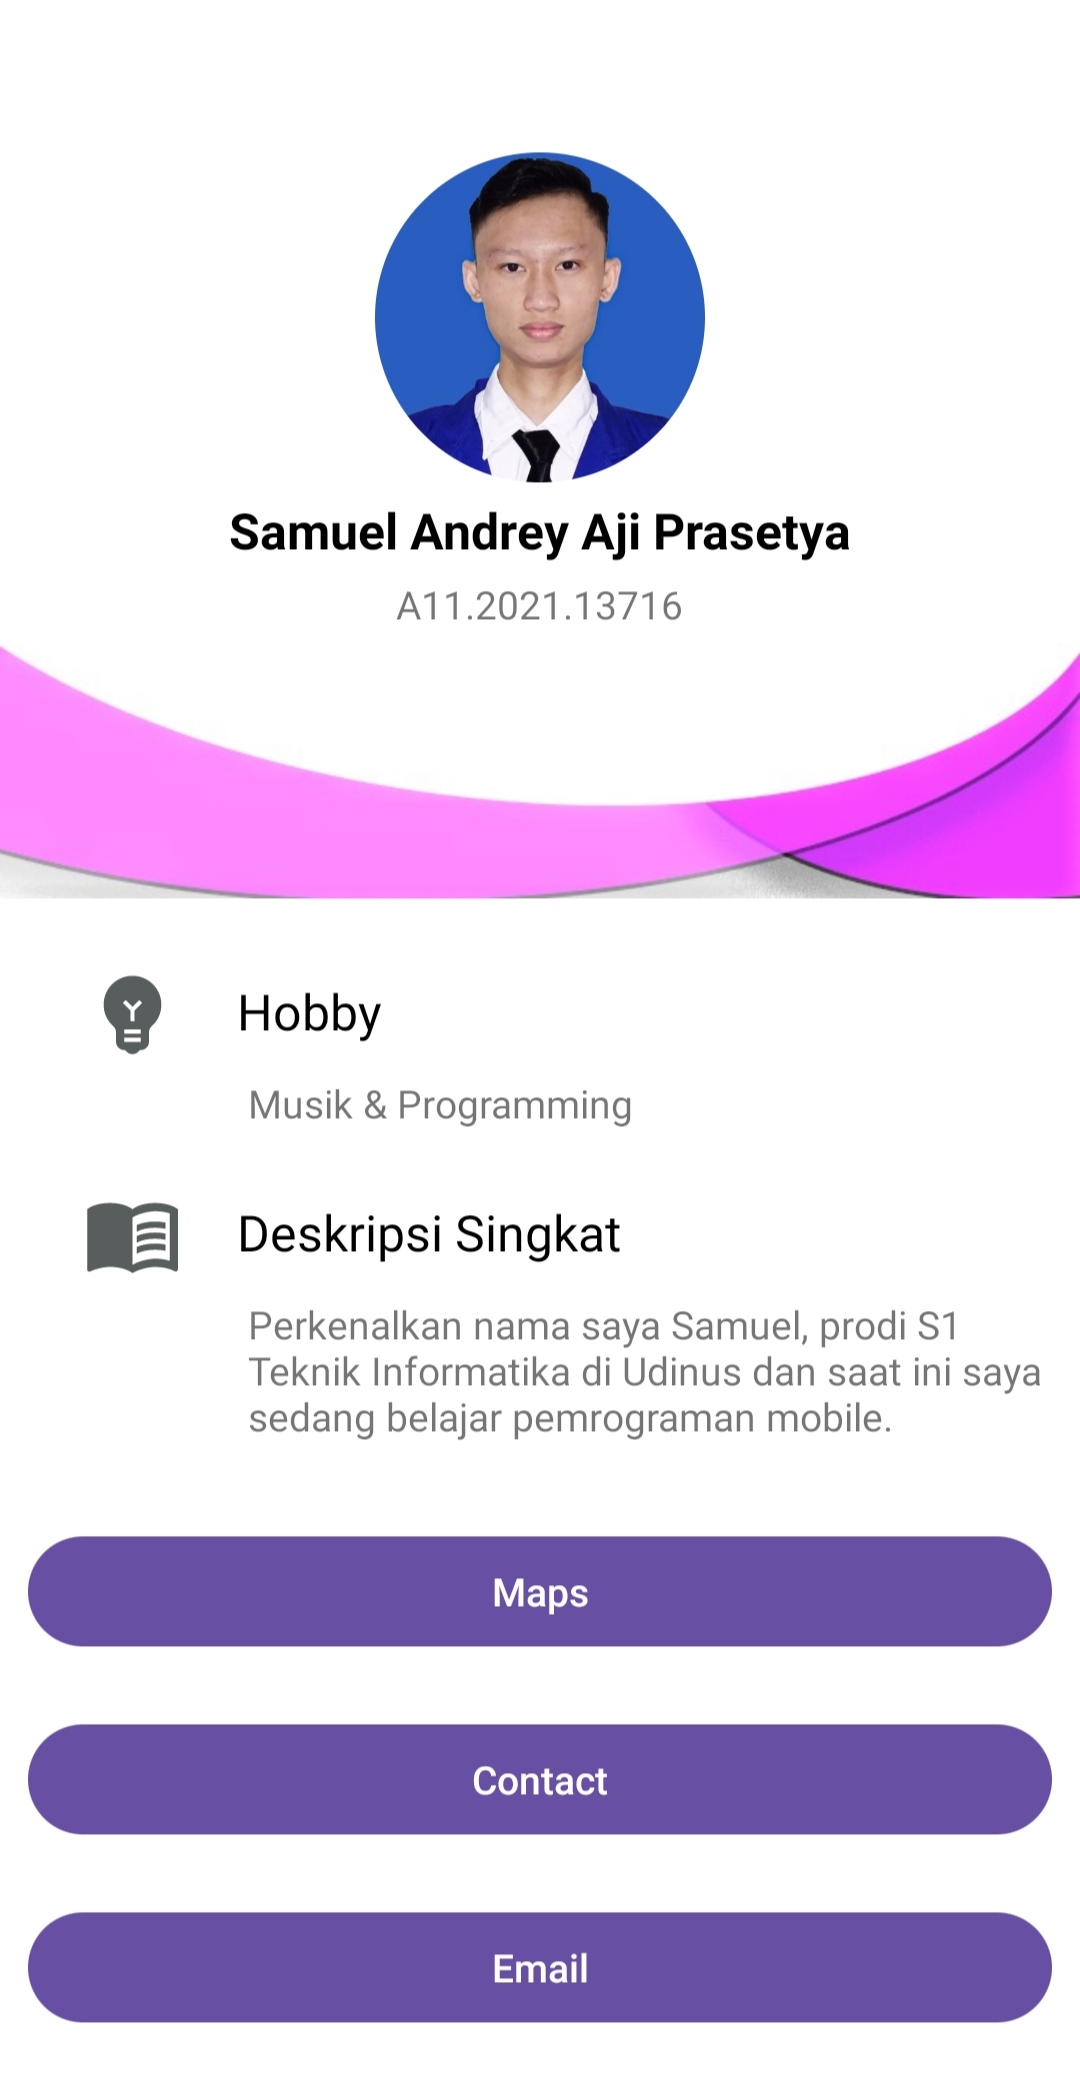 Samuel Andrey Aji Prasetya
A11.2021.13716
Hobby
Musik & Programming
Deskripsi Singkat
Perkenalkan nama saya Samuel, prodi S1
Teknik Informatika di Udinus dan saat ini saya
sedang belajar pemrograman mobile.
Maps
Contact
Email